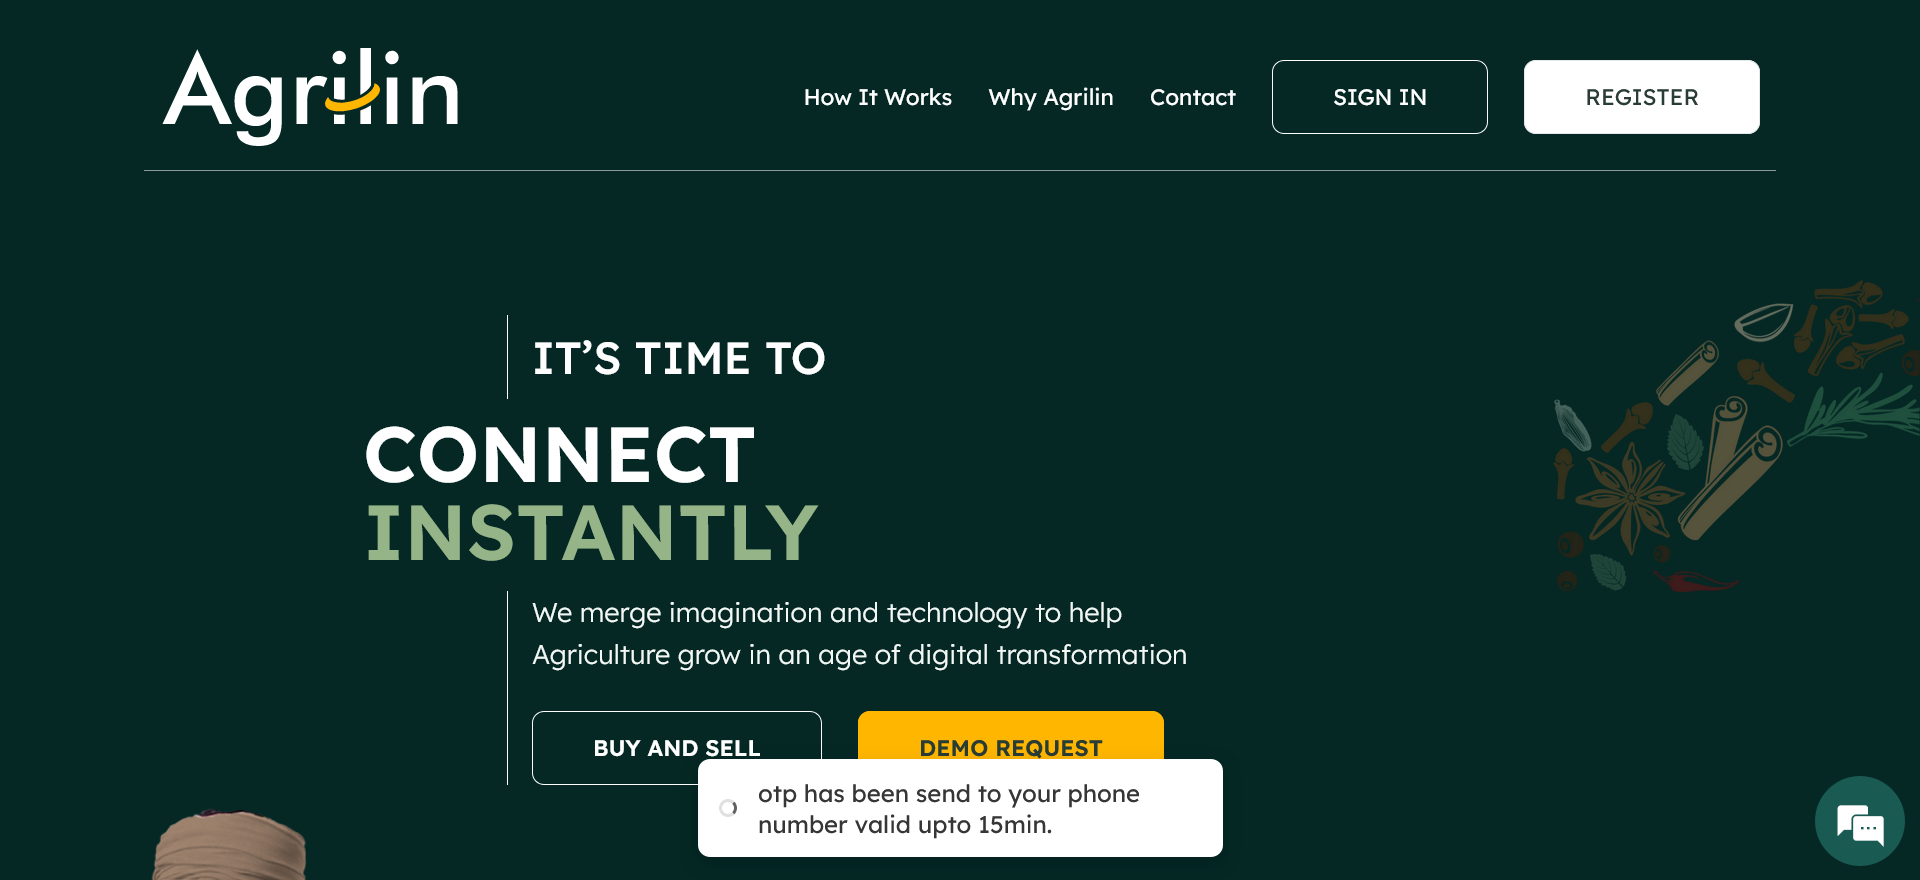 Agrilin
How It Works
Why Agrilin
Contact
SIGN IN
REGISTER
IT’S TIME TO
CONNECT
INSTANTLY
We merge imagination and technology to help
Agriculture grow in an age of digital transformation
BUY AND SELL
DEMO REQUEST
otp has been send to your phone
number valid upto 15min.